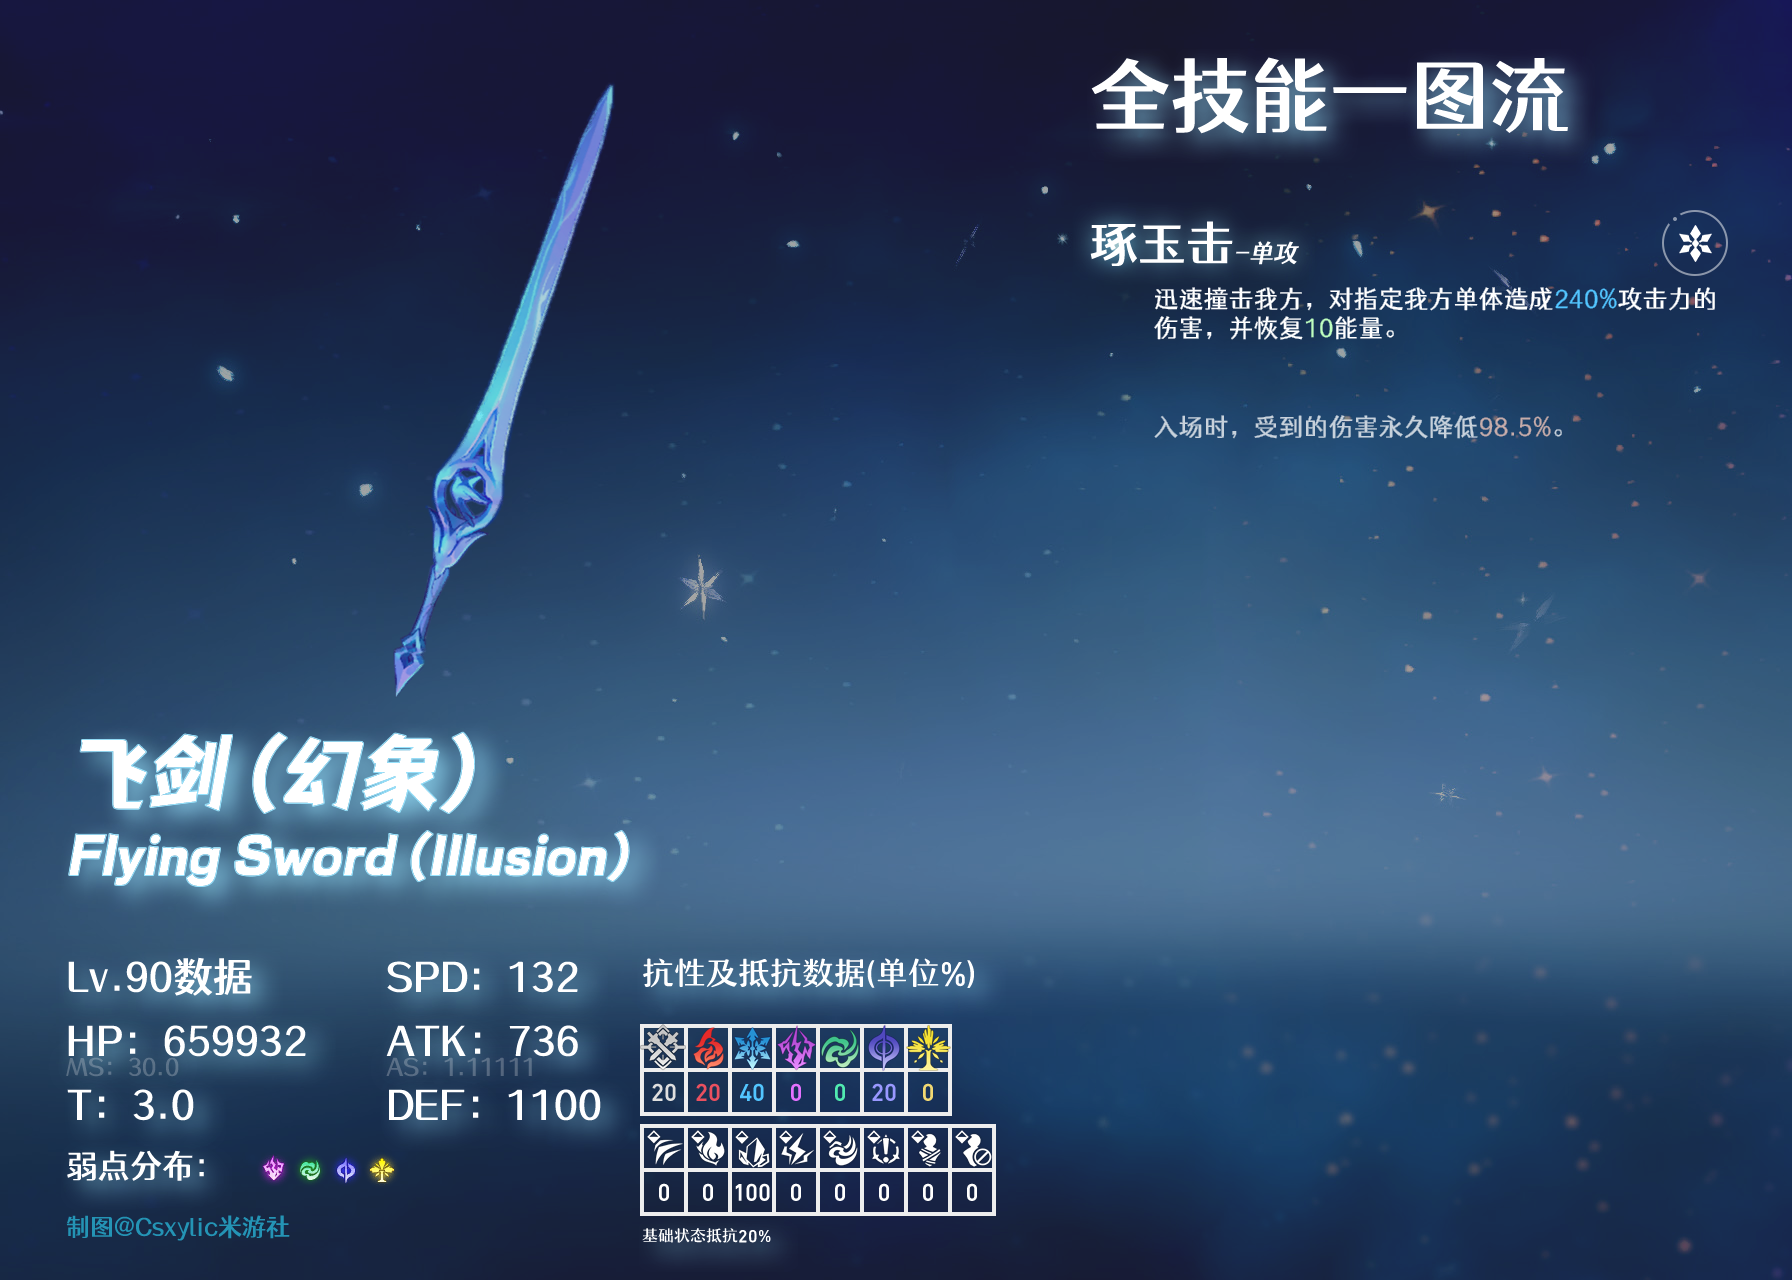 全技能一图流
琢玉击-单攻
迅速撞击我方，对指定我方单体造成240%攻击力的
伤害，并恢复10能量。
入场时，受到的伤害永久降低98.5%。
飞剑（幻象）
Flying Sword (Illusion)
Lv.90数据
SPD: 132
HP: 659932
ATK: 736
MS: 30.0
AS: 1.11111
T: 3.0
DEF: 1100
弱点分布：
制图@Csxylic米游社
抗性及抵抗数据(单位%)
20 20 40 0 0 20 0
0 0 100 0 0 0 0 0
基础状态抵抗20%